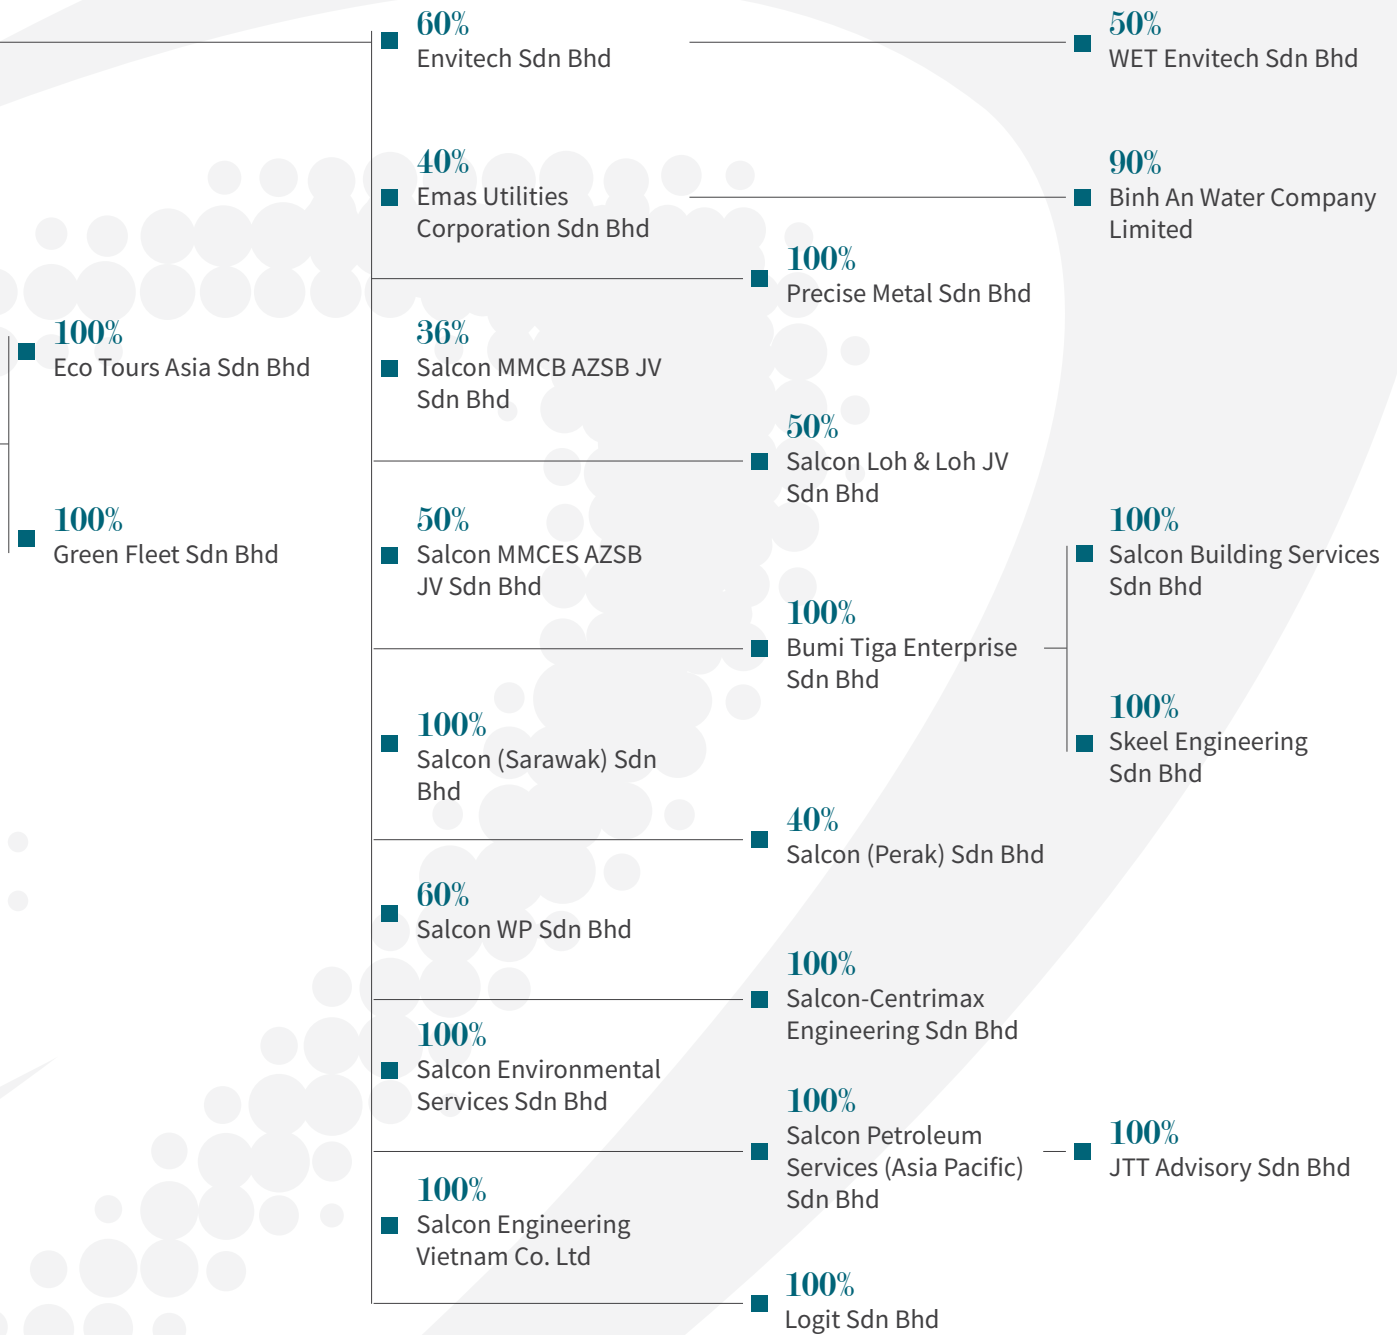 60%
Envitech Sdn Bhd
50%
WET Envitech Sdn Bhd
40%
Emas Utilities
Corporation Sdn Bhd
90%
Binh An Water Company
Limited
100%
Precise Metal Sdn Bhd
100%
Eco Tours Asia Sdn Bhd
36%
Salcon MMCB AZSB JV
Sdn Bhd
50%
Salcon Loh & Loh JV
Sdn Bhd
100%
Green Fleet Sdn Bhd
50%
Salcon MMCES AZSB
JV Sdn Bhd
100%
Salcon Building Services
Sdn Bhd
100%
Bumi Tiga Enterprise
Sdn Bhd
100%
Skeel Engineering
Sdn Bhd
100%
Salcon (Sarawak) Sdn
Bhd
40%
Salcon (Perak) Sdn Bhd
60%
Salcon WP Sdn Bhd
100%
Salcon-Centrimax
Engineering Sdn Bhd
100%
Salcon Environmental
Services Sdn Bhd
100%
Salcon Petroleum
Services (Asia Pacific)
Sdn Bhd
100%
JTT Advisory Sdn Bhd
100%
Salcon Engineering
Vietnam Co. Ltd
100%
Logit Sdn Bhd